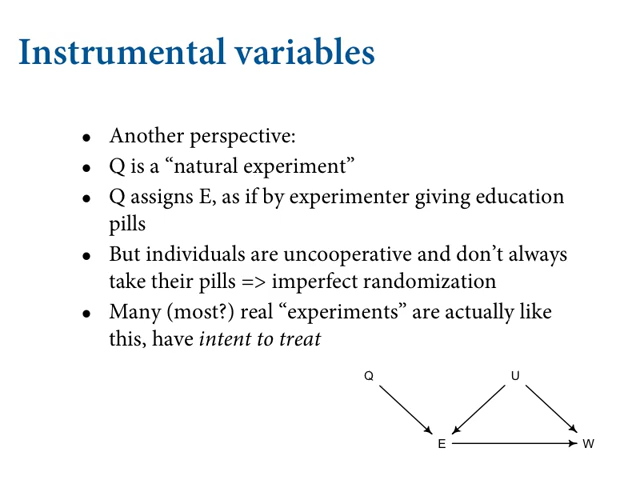 Instrumental variables
• Another perspective:
• Q is a “natural experiment”
• Q assigns E, as if by experimenter giving education
pills
• But individuals are uncooperative and don’t always
take their pills => imperfect randomization
• Many (most?) real “experiments” are actually like
this, have intent to treat
Q U
E W